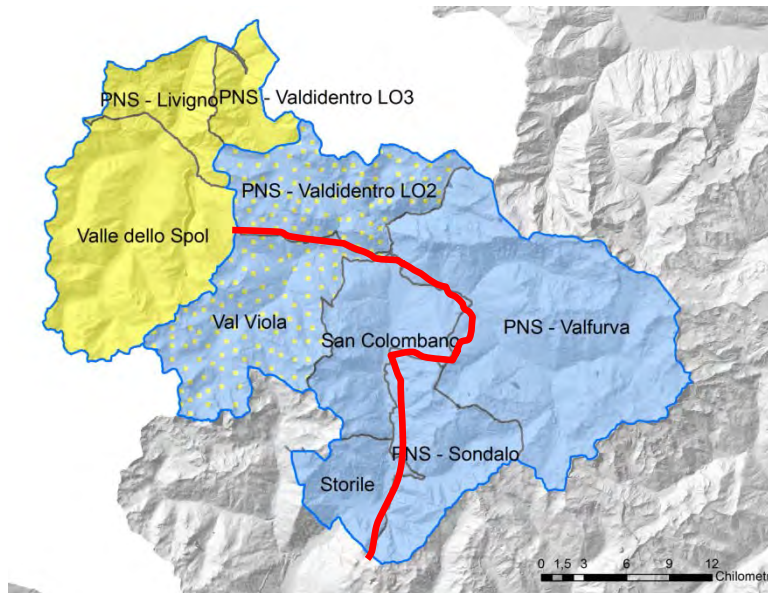 PNS - Livigno
PNS - Valdidentro LO3
PNS - Valdidentro LO2
Valle dello Spol
Val Viola
San Colombano
PNS - Valfurva
PNS - Sondalo
Storile
0 1,5 3 6 9 12
Chilomet